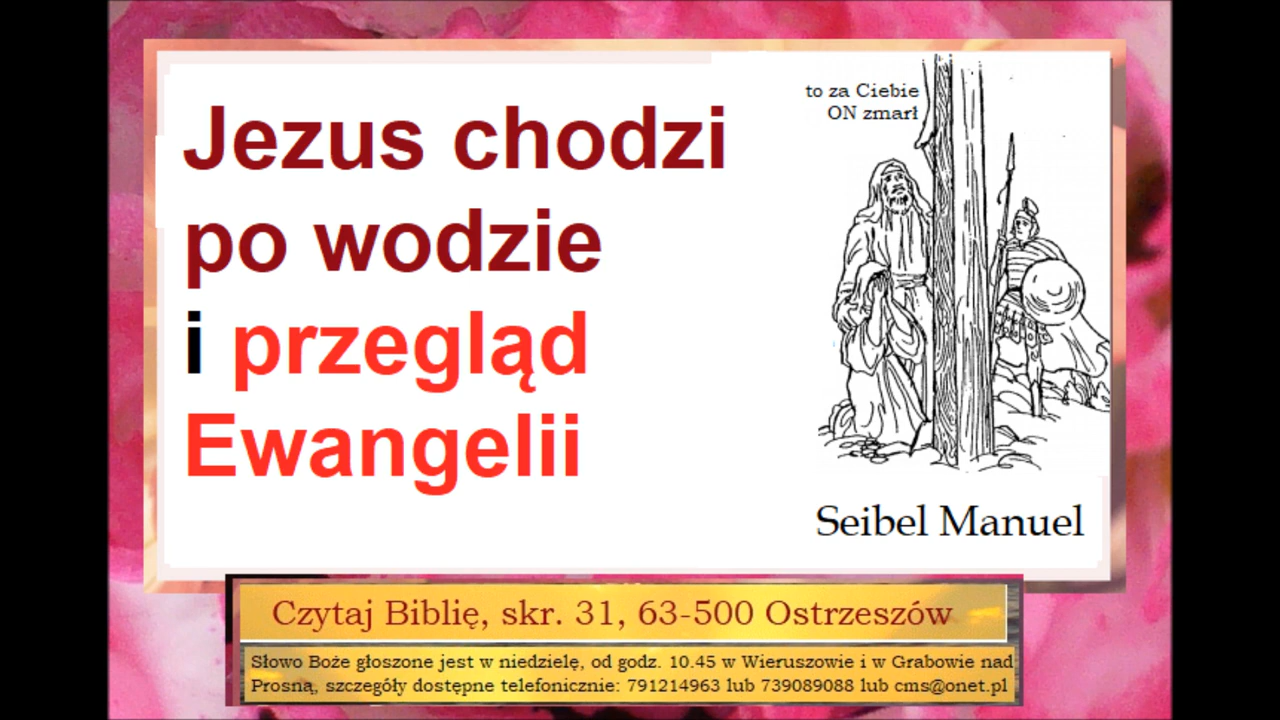 Jezus chodzi
po wodzie
i przegląd
Ewangelii
to za Ciebie
ON zmarł
Seibel Manuel
Czytaj Biblię, skr. 31, 63-500 Ostrzeszów
Słowo Boże głoszone jest w niedzielę, od godz. 10.45 w Wieruszowie i w Grabowie nad
Prosną, szczegóły dostępne telefonicznie: 791214963 lub 739089088 lub cms@onet.pl